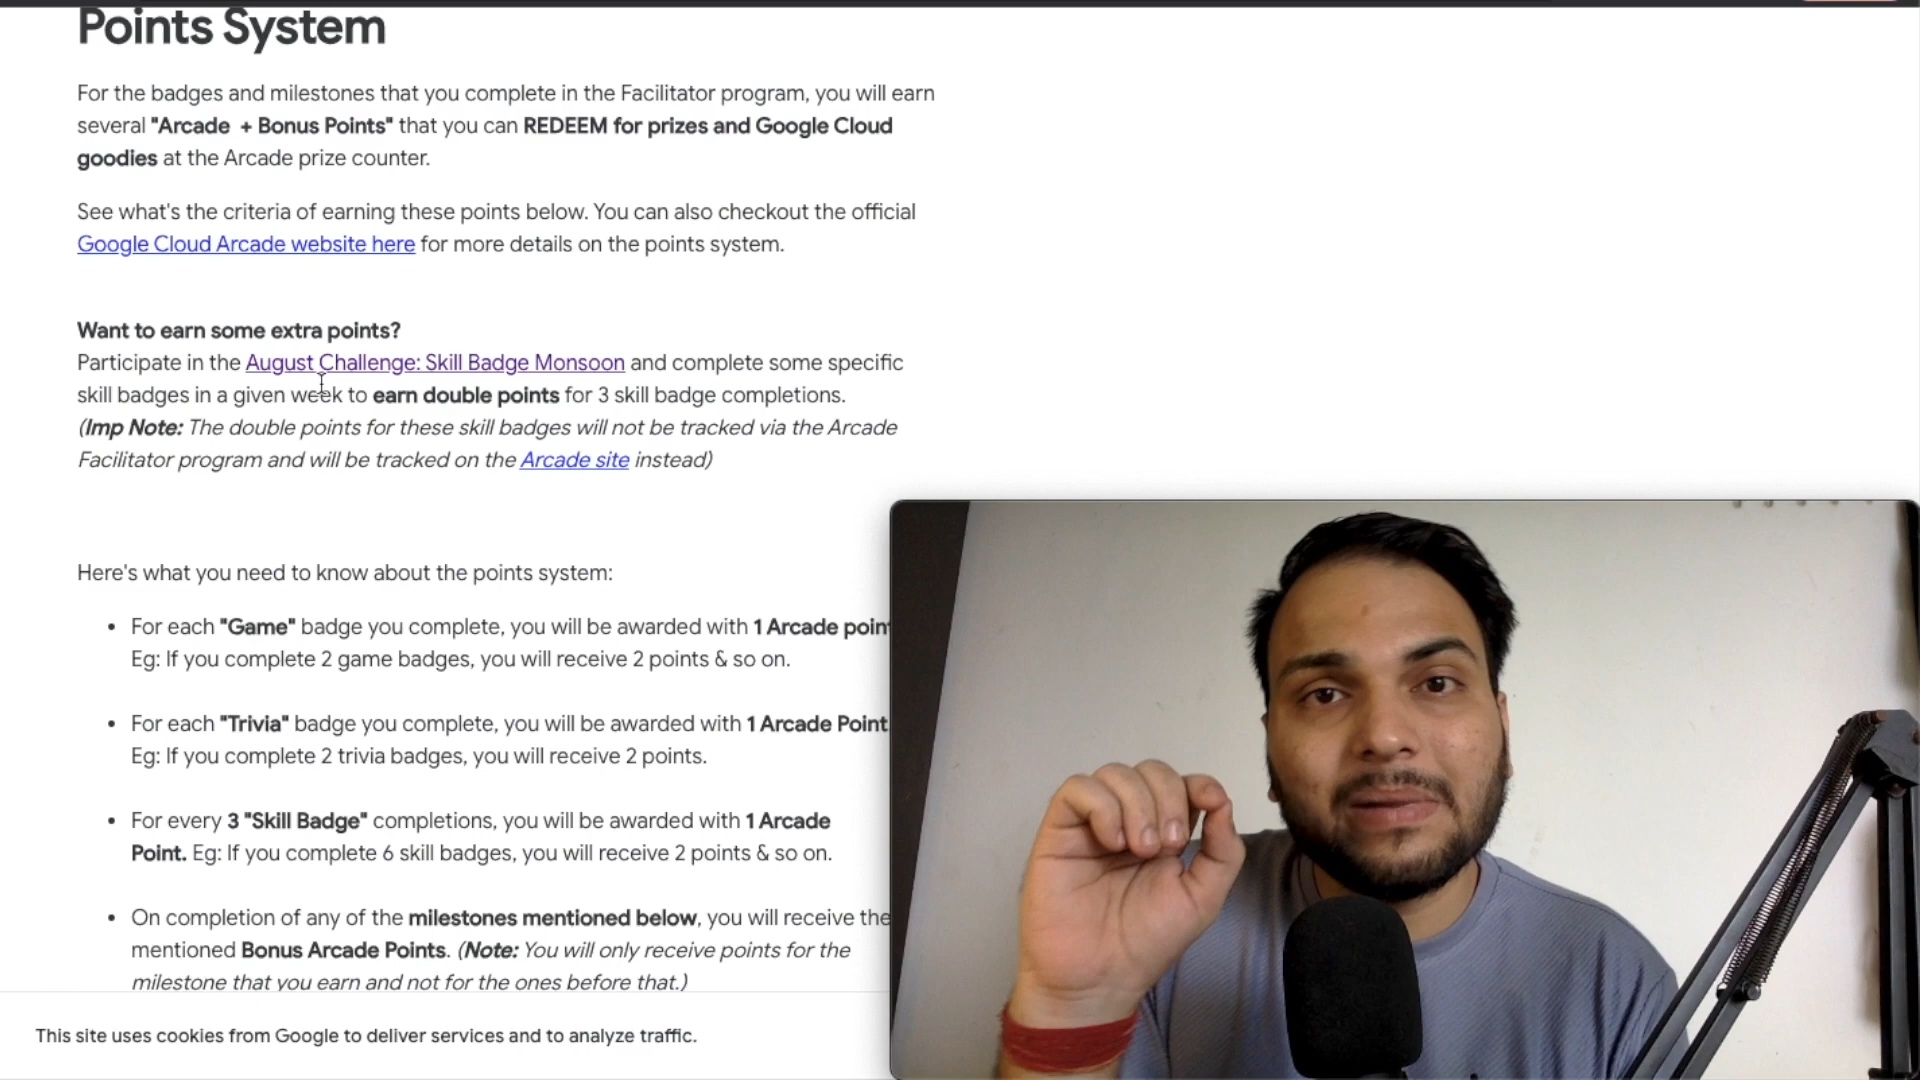 Points System
For the badges and milestones that you complete in the Facilitator program, you will earn
several "Arcade + Bonus Points" that you can REDEEM for prizes and Google Cloud
goodies at the Arcade prize counter.
See what's the criteria of earning these points below. You can also checkout the official
Google Cloud Arcade website here for more details on the points system.
Want to earn some extra points?
Participate in the August Challenge: Skill Badge Monsoon and complete some specific
skill badges in a given week to earn double points for 3 skill badge completions.
(Imp Note: The double points for these skill badges will not be tracked via the Arcade
Facilitator program and will be tracked on the Arcade site instead)
Here's what you need to know about the points system:
• For each "Game" badge you complete, you will be awarded with 1 Arcade point
Eg: If you complete 2 game badges, you will receive 2 points & so on.
• For each "Trivia" badge you complete, you will be awarded with 1 Arcade Point
Eg: If you complete 2 trivia badges, you will receive 2 points.
• For every 3 "Skill Badge" completions, you will be awarded with 1 Arcade
Point. Eg: If you complete 6 skill badges, you will receive 2 points & so on.
• On completion of any of the milestones mentioned below, you will receive the
mentioned Bonus Arcade Points. (Note: You will only receive points for the
milestone that you earn and not for the ones before that.)
This site uses cookies from Google to deliver services and to analyze traffic.